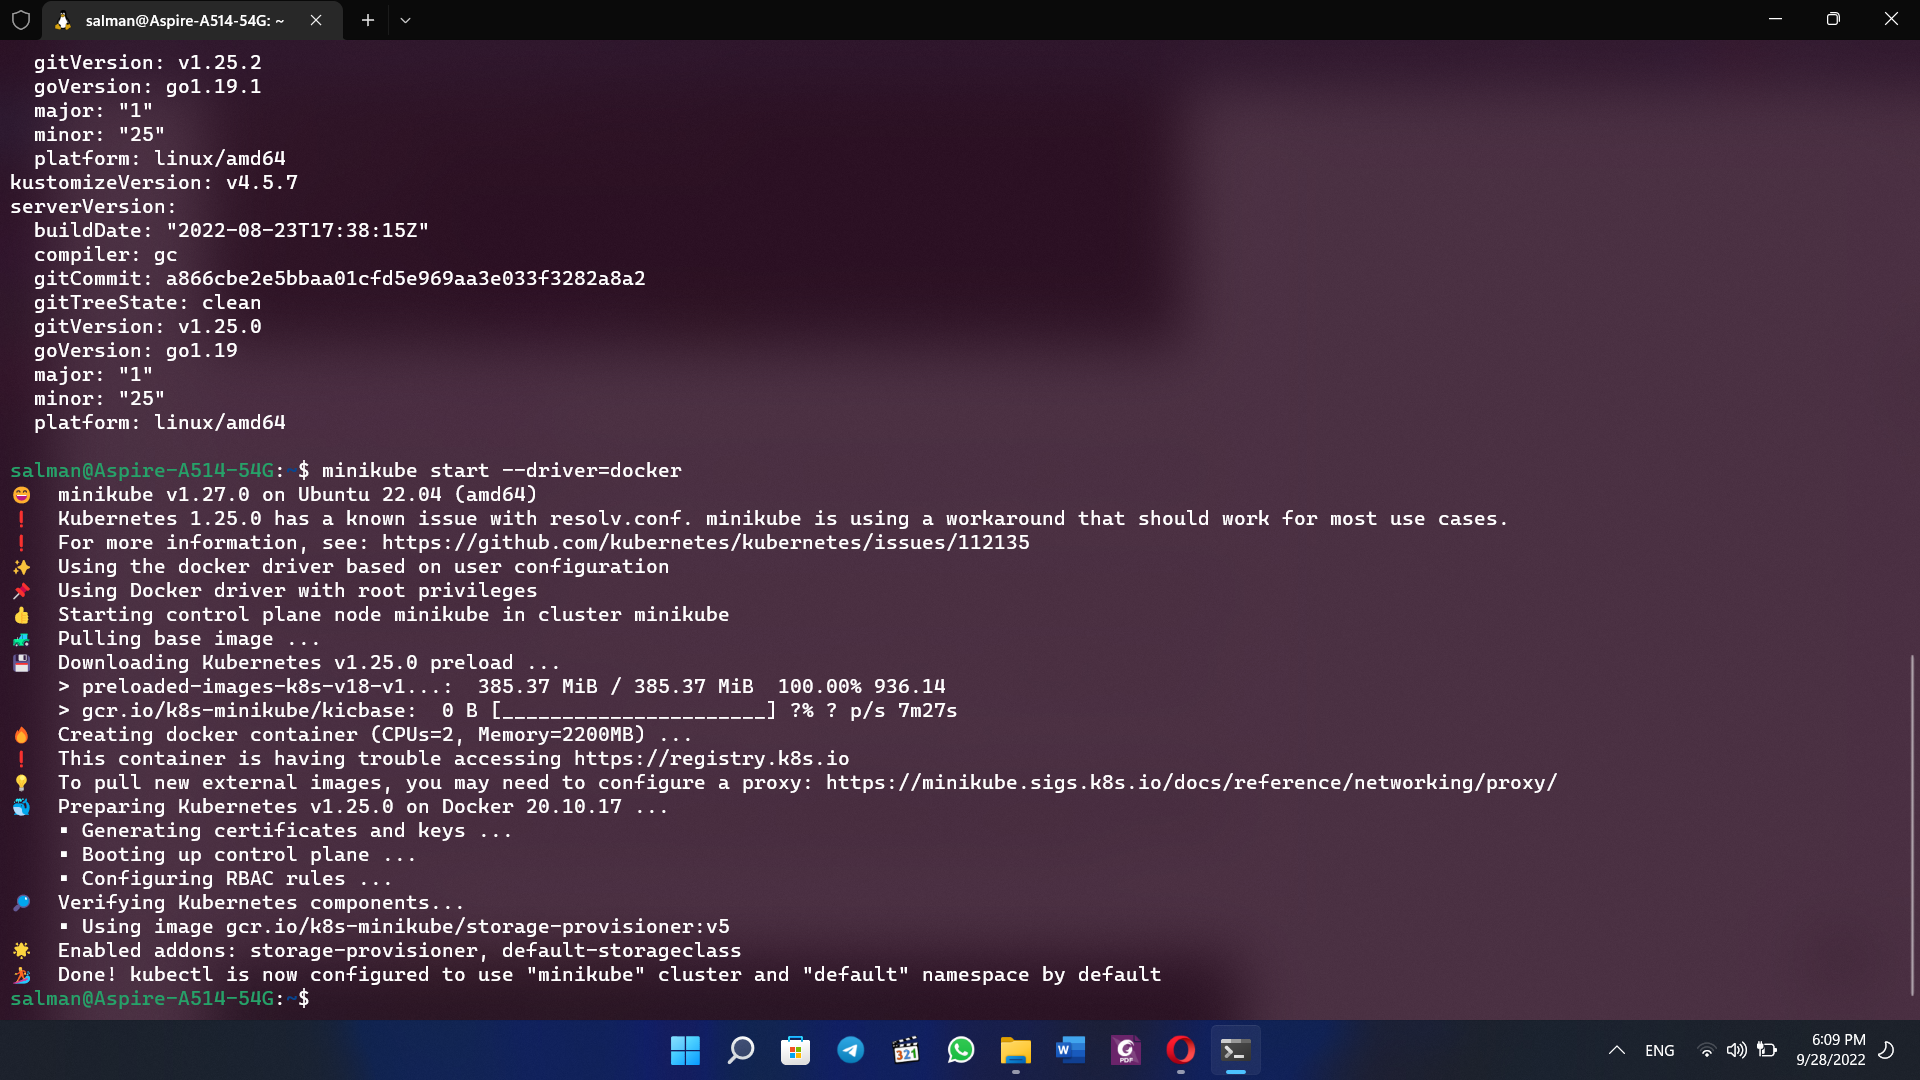 salman@Aspire-A514-54G: ~
gitVersion: v1.25.2
goVersion: go1.19.1
major: "1"
minor: "25"
platform: linux/amd64
kustomizeVersion: v4.5.7
serverVersion:
buildDate: "2022-08-23T17:38:15Z"
compiler: gc
gitCommit: a866cbe2e5bbaa01cfd5e969aa3e033f3282a8a2
gitTreeState: clean
gitVersion: v1.25.0
goVersion: go1.19
major: "1"
minor: "25"
platform: linux/amd64
salman@Aspire-A514-54G:~$ minikube start --driver=docker
minikube v1.27.0 on Ubuntu 22.04 (amd64)
Kubernetes 1.25.0 has a known issue with resolv.conf. minikube is using a workaround that should work for most use cases.
For more information, see: https://github.com/kubernetes/kubernetes/issues/112135
Using the docker driver based on user configuration
Using Docker driver with root privileges
Starting control plane node minikube in cluster minikube
Pulling base image ...
Downloading Kubernetes v1.25.0 preload ...
> preloaded-images-k8s-v18-v1...:  385.37 MiB / 385.37 MiB  100.00% 936.14
> gcr.io/k8s-minikube/kicbase:  0 B [______________________] ?% ? p/s 7m27s
Creating docker container (CPUs=2, Memory=2200MB) ...
This container is having trouble accessing https://registry.k8s.io
To pull new external images, you may need to configure a proxy: https://minikube.sigs.k8s.io/docs/reference/networking/proxy/
Preparing Kubernetes v1.25.0 on Docker 20.10.17 ...
▪ Generating certificates and keys ...
▪ Booting up control plane ...
▪ Configuring RBAC rules ...
Verifying Kubernetes components...
▪ Using image gcr.io/k8s-minikube/storage-provisioner:v5
Enabled addons: storage-provisioner, default-storageclass
Done! kubectl is now configured to use "minikube" cluster and "default" namespace by default
salman@Aspire-A514-54G:~$
321
W
PDF
ENG
6:09 PM
9/28/2022